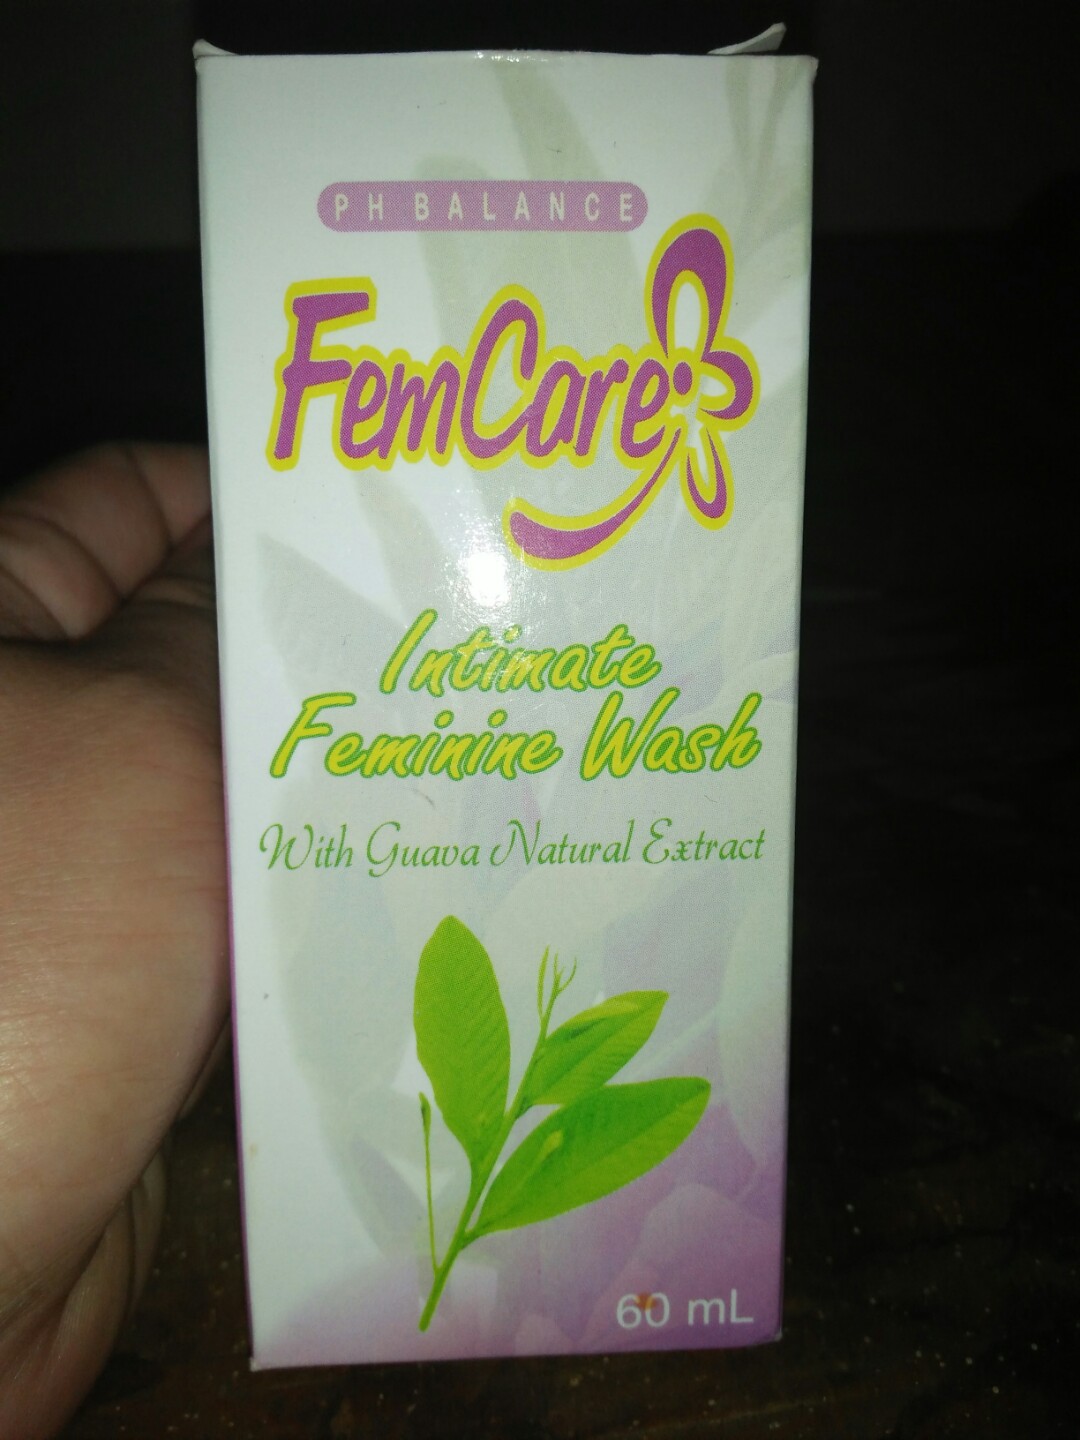 PH BALANCE
FemCare
Intimate
Feminine Wash
With Guava Natural Extract
60 mL